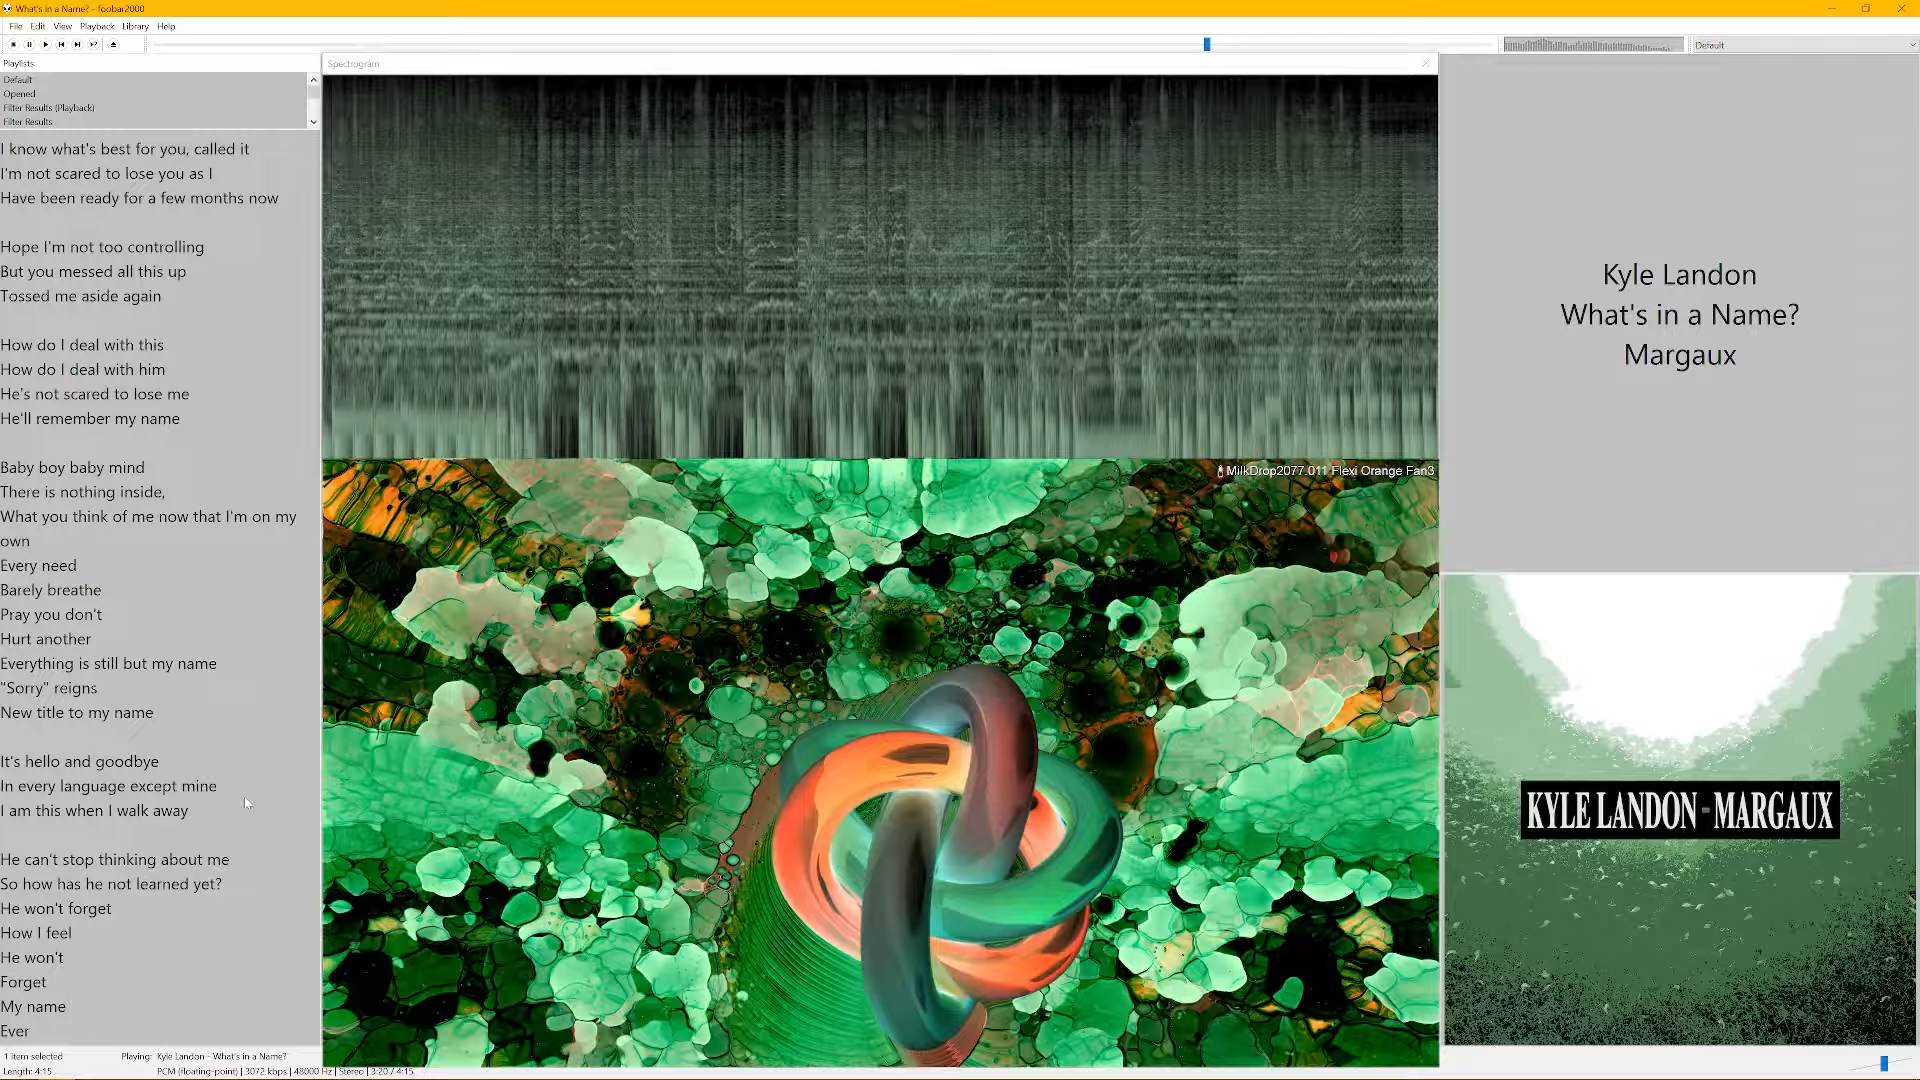 What's in a Name? - foobar2000
File Edit View Playback Library Help
Default
Playlists
Default
Opened
Filter Results (Playback)
Filter Results
I know what's best for you, called it
I'm not scared to lose you as I
Have been ready for a few months now
Hope I'm not too controlling
But you messed all this up
Tossed me aside again
How do I deal with this
How do I deal with him
He's not scared to lose me
He'll remember my name
Baby boy baby mind
There is nothing inside,
What you think of me now that I'm on my
own
Every need
Barely breathe
Pray you don't
Hurt another
Everything is still but my name
"Sorry" reigns
New title to my name
It's hello and goodbye
In every language except mine
I am this when I walk away
He can't stop thinking about me
So how has he not learned yet?
He won't forget
How I feel
He won't
Forget
My name
Ever
Spectrogram
MilkDrop2077.011 Flexi Orange Fan3
Kyle Landon
What's in a Name?
Margaux
KYLE LANDON - MARGAUX
1 item selected
Playing: Kyle Landon - What's in a Name?
Length: 4:15
PCM (floating-point) | 3072 kbps | 48000 Hz | Stereo | 3:20 / 4:15